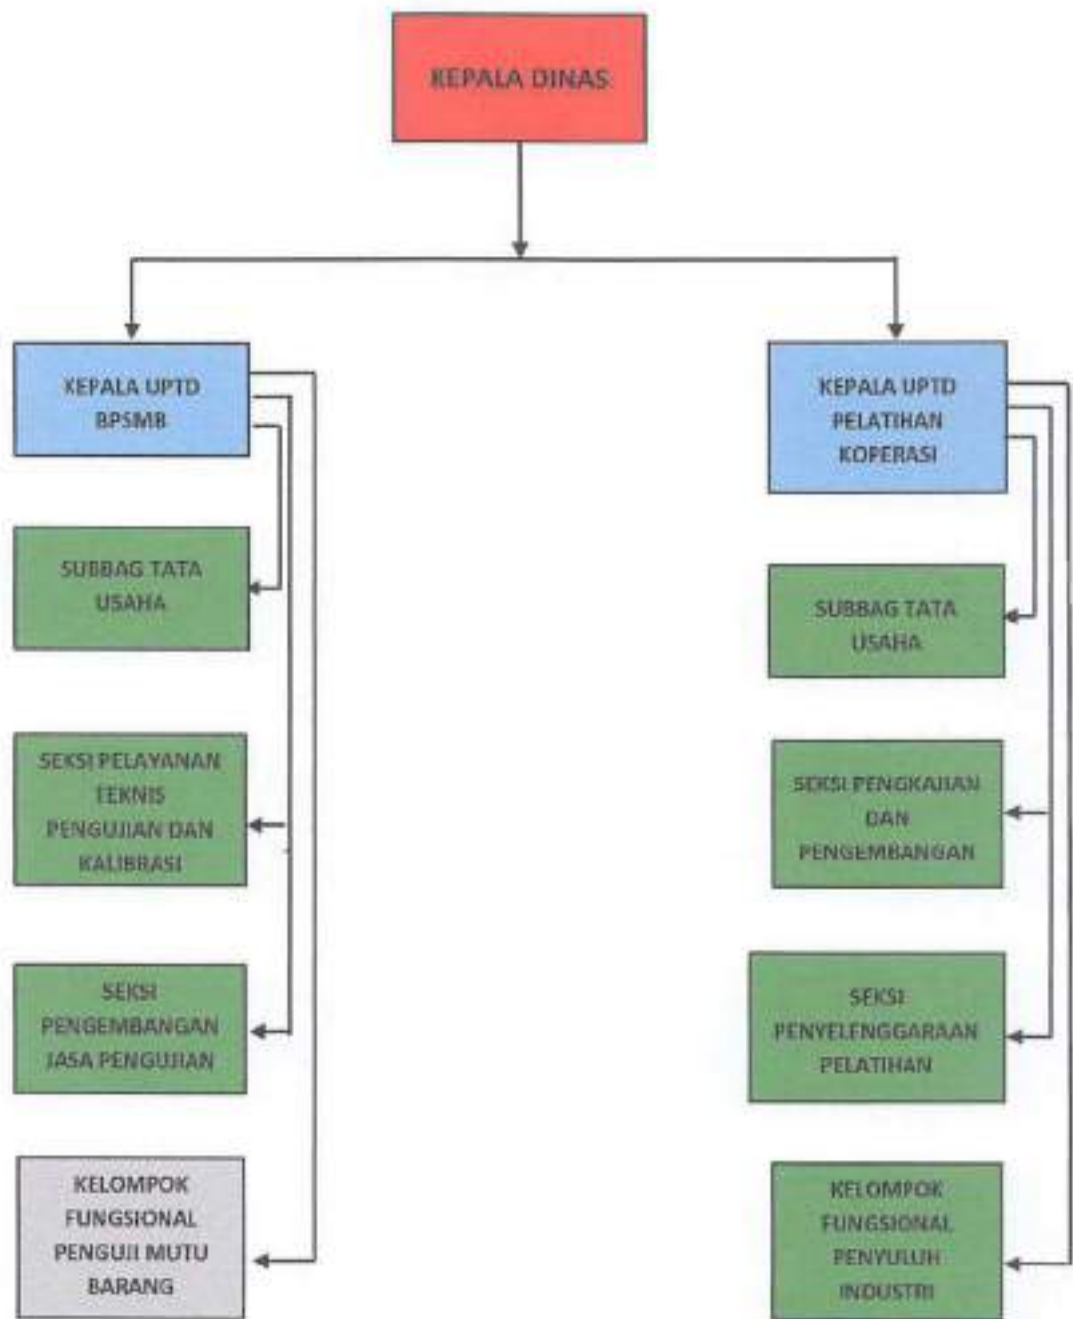 KEPALA DINAS
KEPALA UPTD
BPSMB
SUBBAG TATA
USAHA
SEKSI PELAYANAN
TEKNIS
PENGUJIAN DAN
KALIBRASI
SEKSI
PENGEMBANGAN
JASA PENGUJIAN
KELOMPOK
FUNGSIONAL
PENGUJI MUTU
BARANG
KEPALA UPTD
PELATIHAN
KOPERASI
SUBBAG TATA
USAHA
SEKSI PENGKAJIAN
DAN
PENGEMBANGAN
SEKSI
PENYELENGGARAAN
PELATIHAN
KELOMPOK
FUNGSIONAL
PENYULUH
INDUSTRI